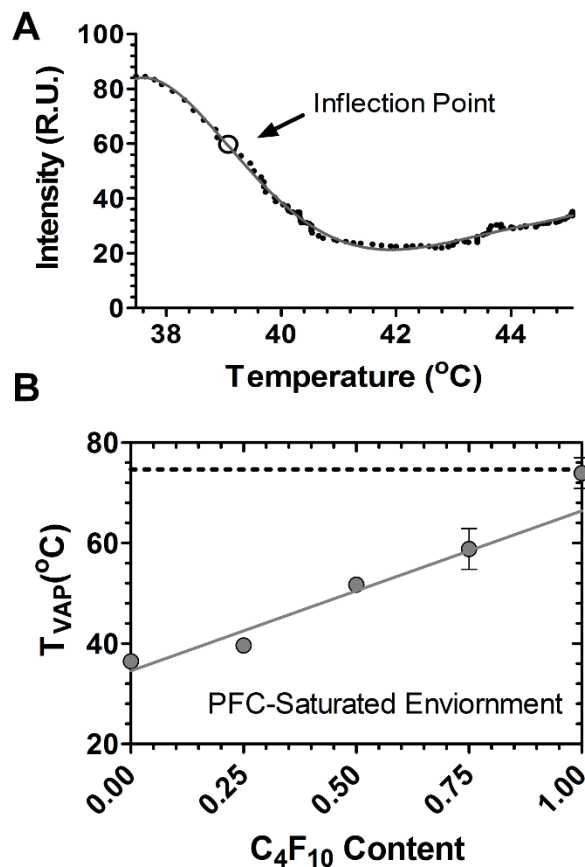 A
Intensity (R.U.)
100
80
60
40
20
0
Inflection Point
38 40 42 44
Temperature (°C)
B
T_VAP(°C)
80
60
40
20
PFC-Saturated Enviornment
0.00 0.25 0.50 0.75 1.00
C₄F₁₀ Content